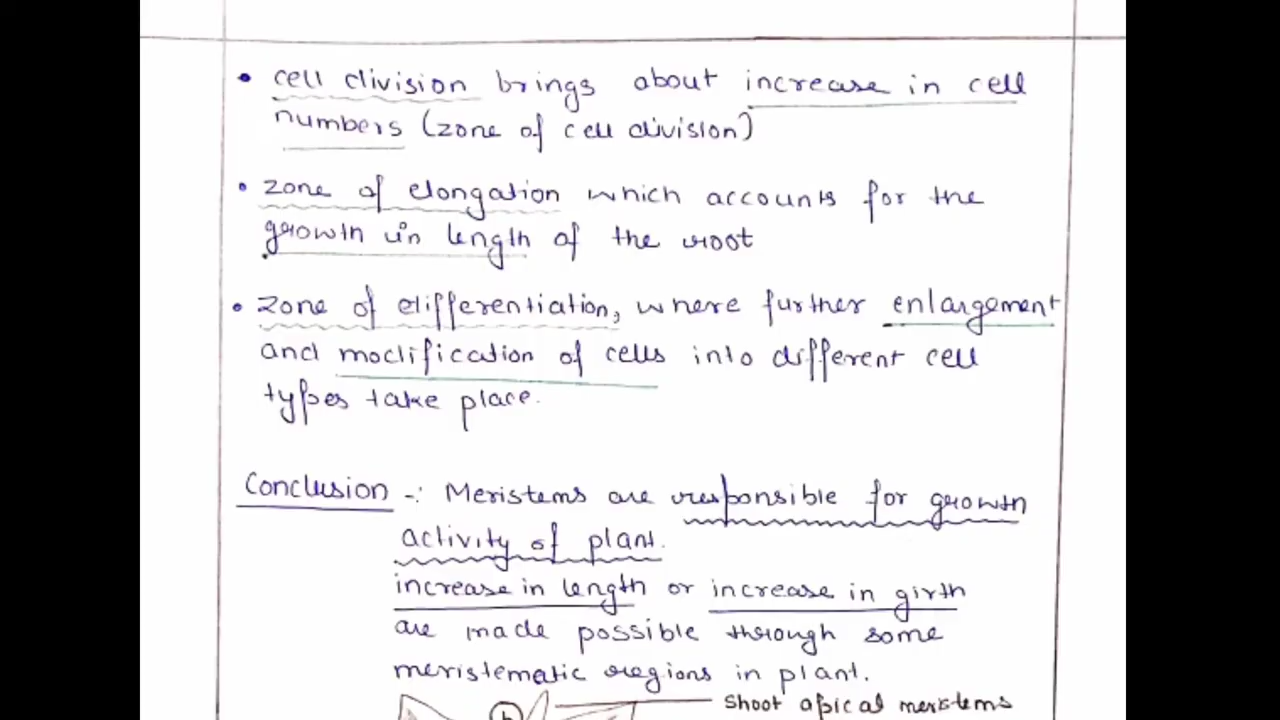 • cell division brings about increase in cell
numbers (zone of cell division)
• zone of elongation which accounts for the
growth in length of the root
• zone of differentiation, where further enlargement
and modification of cells into different cell
types take place.
Conclusion -: Meristems are responsible for growth
activity of plant.
increase in length or increase in girth
are made possible through some
meristematic regions in plant.
b
Shoot apical meristems